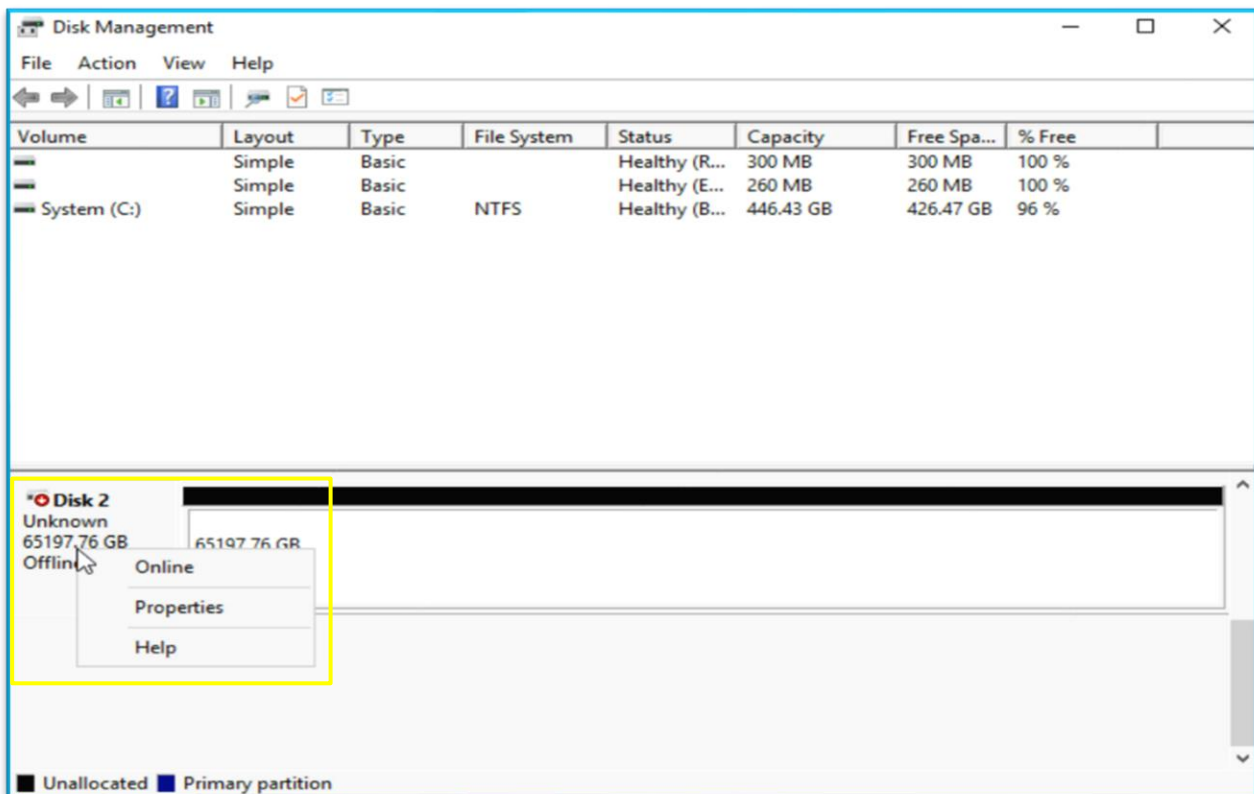 Disk Management
File Action View Help
Volume Layout Type File System Status Capacity Free Spa... % Free
Simple Basic Healthy (R... 300 MB 300 MB 100 %
Simple Basic Healthy (E... 260 MB 260 MB 100 %
System (C:) Simple Basic NTFS Healthy (B... 446.43 GB 426.47 GB 96 %
Disk 2
Unknown
65197.76 GB 65197.76 GB
Offline
Online
Properties
Help
Unallocated Primary partition